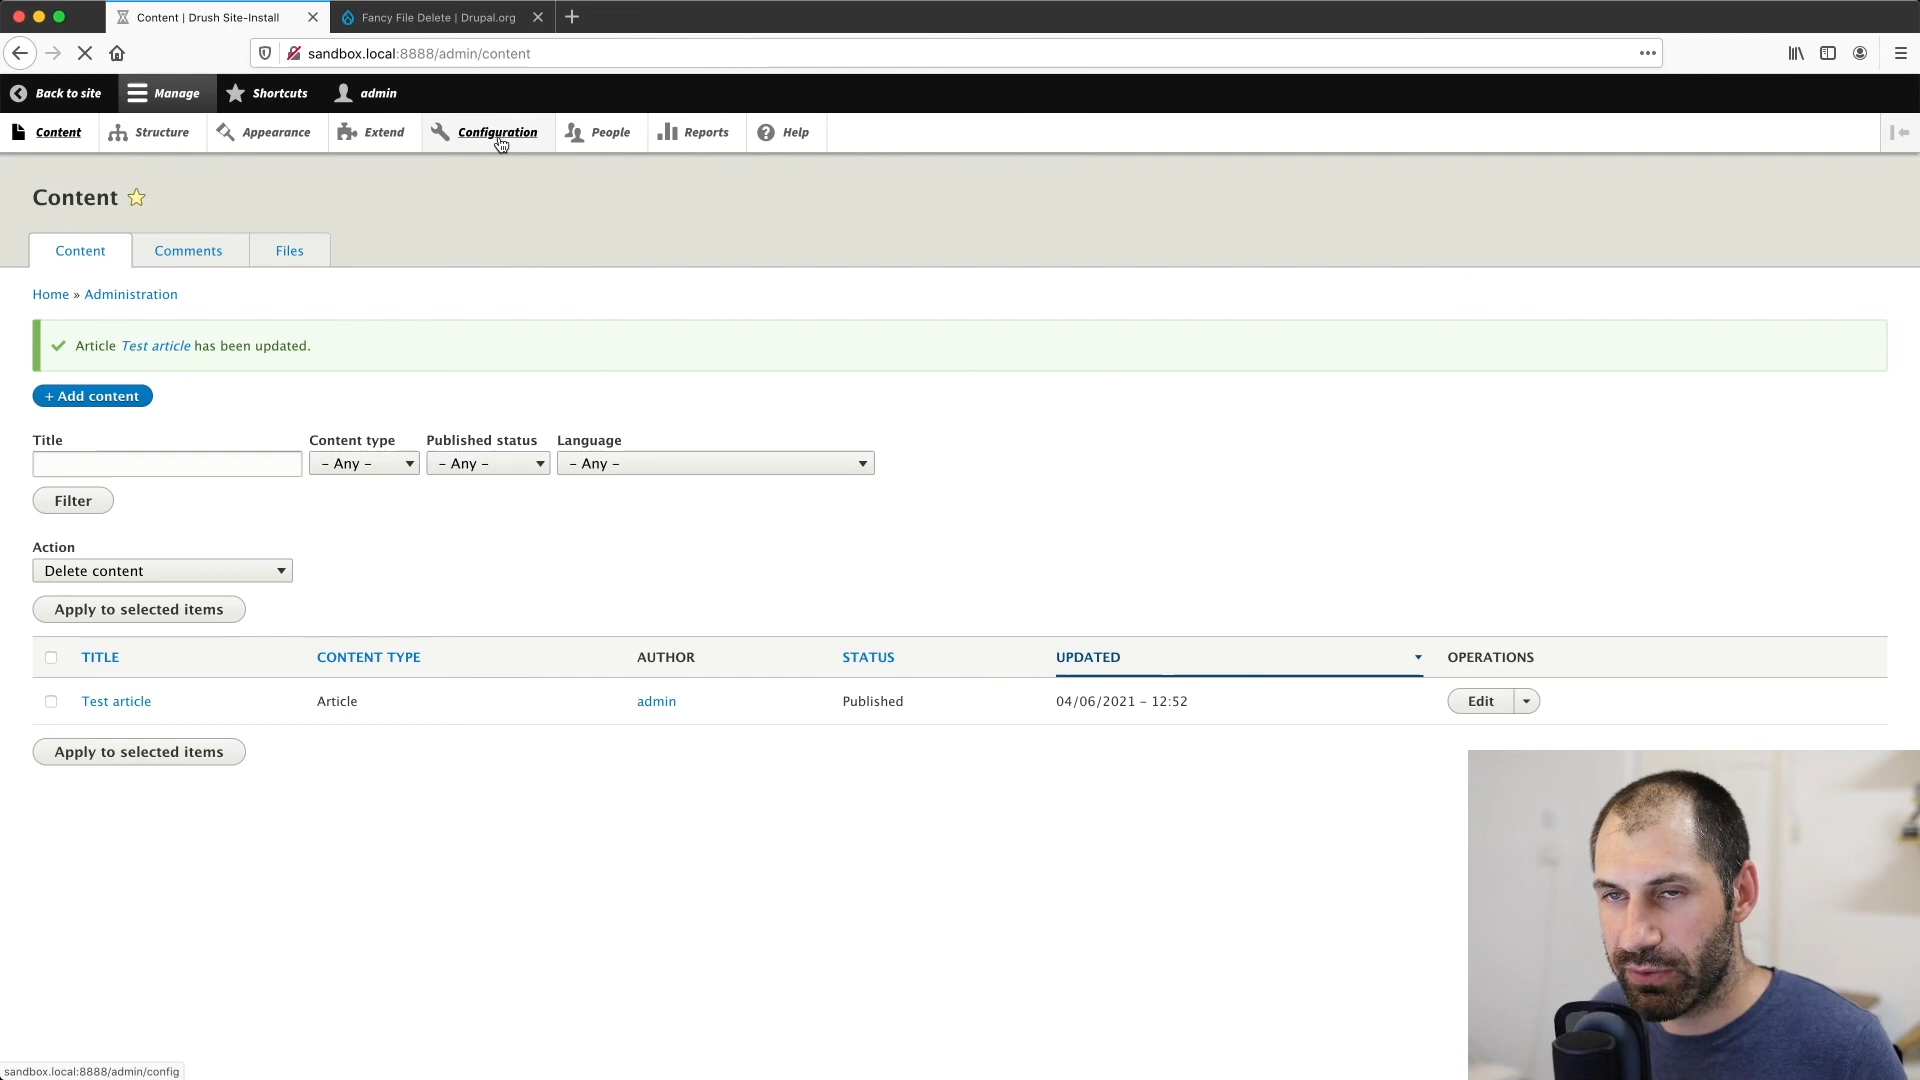 Content | Drush Site-Install
Fancy File Delete | Drupal.org
sandbox.local:8888/admin/content
Back to site
Manage
Shortcuts
admin
Content
Structure
Appearance
Extend
Configuration
People
Reports
Help
Content
Content
Comments
Files
Home » Administration
Article Test article has been updated.
+ Add content
Title
Content type
Published status
Language
- Any -
- Any -
- Any -
Filter
Action
Delete content
Apply to selected items
TITLE
CONTENT TYPE
AUTHOR
STATUS
UPDATED
OPERATIONS
Test article
Article
admin
Published
04/06/2021 - 12:52
Edit
Apply to selected items
sandbox.local:8888/admin/config